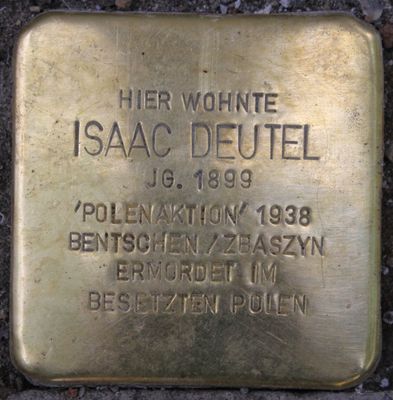 HIER WOHNTE
ISAAC DEUTEL
JG. 1899
'POLENAKTION' 1938
BENTSCHEN/ZBASZYN
ERMORDET IM
BESETZTEN POLEN